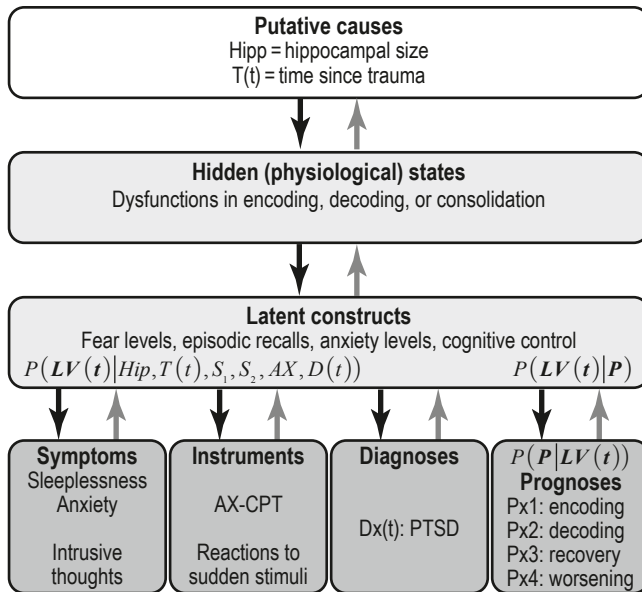 Putative causes
Hipp = hippocampal size
T(t) = time since trauma
Hidden (physiological) states
Dysfunctions in encoding, decoding, or consolidation
Latent constructs
Fear levels, episodic recalls, anxiety levels, cognitive control
P(LV(t)|Hip,T(t),S₁,S₂,AX,D(t)) P(LV(t)|P)
Symptoms
Sleeplessness
Anxiety
Intrusive
thoughts
Instruments
AX-CPT
Reactions to
sudden stimuli
Diagnoses
Dx(t): PTSD
P(P|LV(t))
Prognoses
Px1: encoding
Px2: decoding
Px3: recovery
Px4: worsening